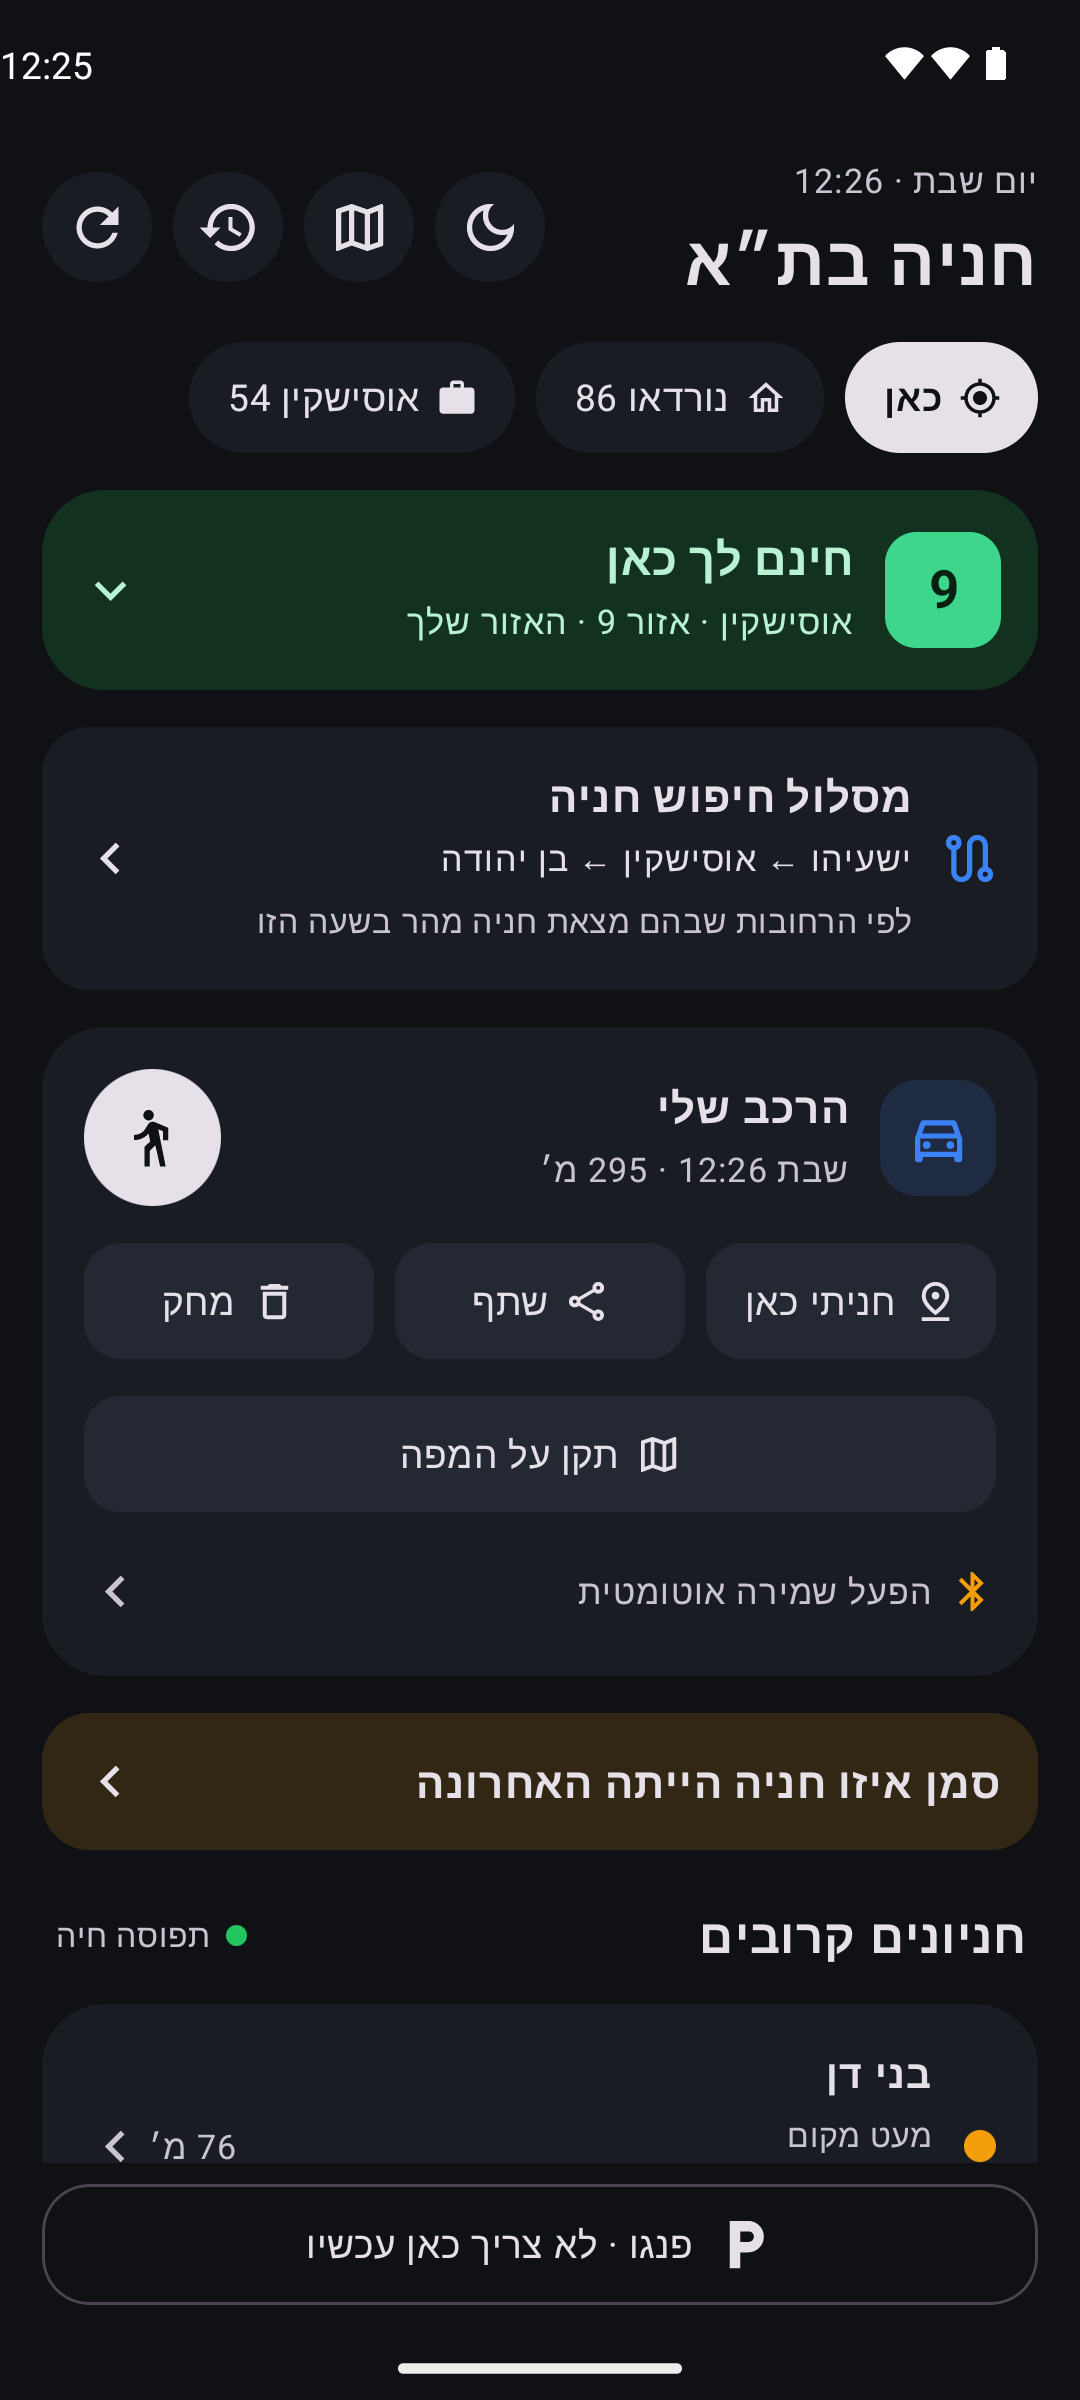 12:25
יום שבת · 12:26
חניה בת״א
כאן
נורדאו 86
אוסישקין 54
9
חינם לך כאן
אוסישקין · אזור 9 · האזור שלך
מסלול חיפוש חניה
ישעיהו ← אוסישקין ← בן יהודה
לפי הרחובות שבהם מצאת חניה מהר בשעה הזו
הרכב שלי
שבת 12:26 · 295 מ׳
חניתי כאן
שתף
מחק
תקן על המפה
הפעל שמירה אוטומטית
סמן איזו חניה הייתה האחרונה
חניונים קרובים
תפוסה חיה
בני דן
מעט מקום
76 מ׳
P פנגו · לא צריך כאן עכשיו